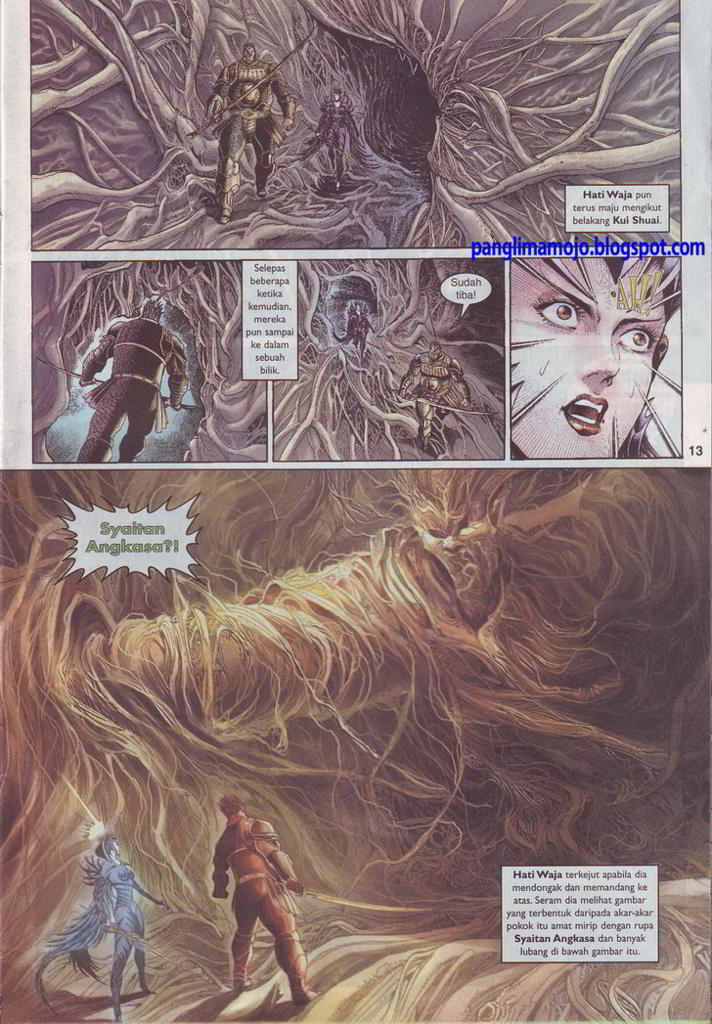 Hati Waja pun
terus maju mengikut
belakang Kui Shuai.
panglimamojo.blogspot.com
Selepas
beberapa
ketika
kemudian,
mereka
pun sampai
ke dalam
sebuah
bilik.
Sudah
tiba!
AH!
13
Syaitan
Angkasa?!
Hati Waja terkejut apabila dia
mendongak dan memandang ke
atas. Seram dia melihat gambar
yang terbentuk daripada akar-akar
pokok itu amat mirip dengan rupa
Syaitan Angkasa dan banyak
lubang di bawah gambar itu.